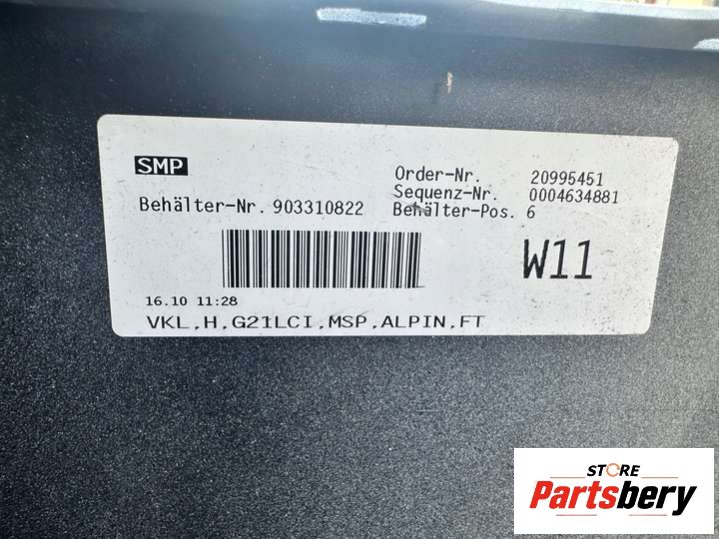 SMP
Order-Nr. 20995451
Sequenz-Nr. 0004634881
Behälter-Nr. 903310822
Behälter-Pos. 6
W11
16.10 11:28
VKL,H,G21LCI,MSP,ALPIN,FT
STORE
Partsbery